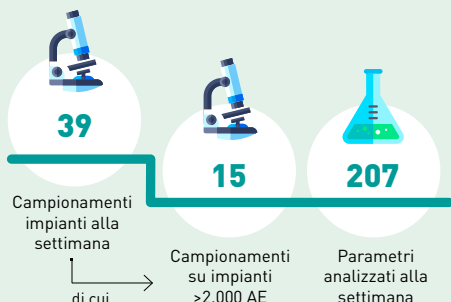 39
Campionamenti
impianti alla
settimana
di cui
15
Campionamenti
su impianti
>2.000 AE
207
Parametri
analizzati alla
settimana